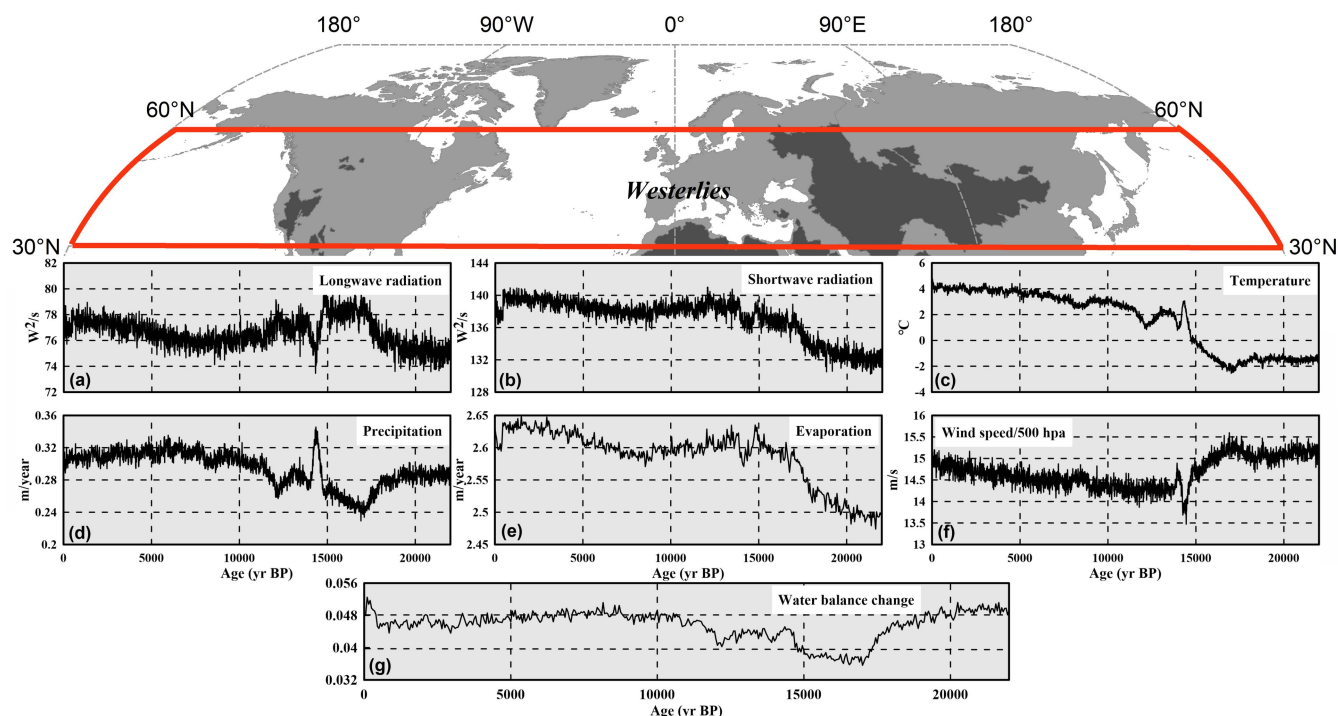 180° 90°W 0° 90°E 180°
60°N 60°N
Westerlies
30°N 30°N
82 80 78 76 74 72
W²/s
Longwave radiation
(a)
144 140 136 132 128
W²/s
Shortwave radiation
(b)
6 4 2 0 -2 -4
°C
Temperature
(c)
0.36 0.32 0.28 0.24 0.2
m/year
Precipitation
(d)
0 5000 10000 15000 20000
Age (yr BP)
2.65 2.6 2.55 2.5 2.45
m/year
Evaporation
(e)
0 5000 10000 15000 20000
Age (yr BP)
16 15.5 15 14.5 14 13.5 13
m/s
Wind speed/500 hpa
(f)
0 5000 10000 15000 20000
Age (yr BP)
0.056 0.048 0.04 0.032
Water balance change
(g)
0 5000 10000 15000 20000
Age (yr BP)